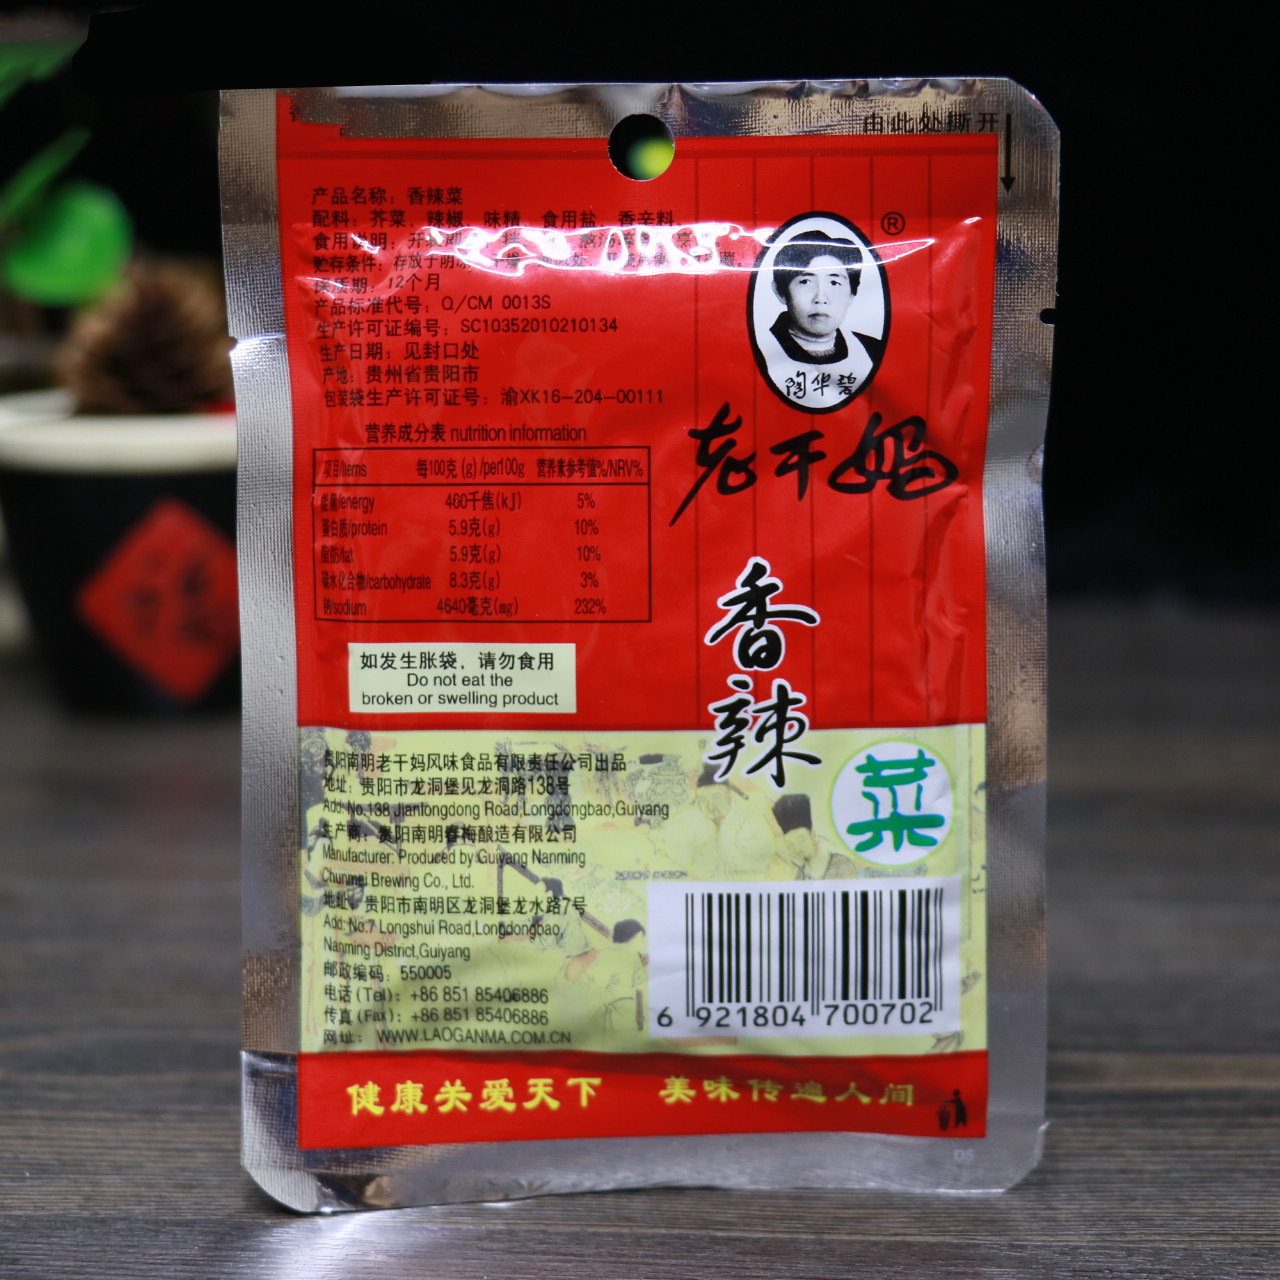 由此处撕开
产品名称：香辣菜
配料：芥菜、辣椒、味精、食用盐、香辛料
食用说明：开
贮存条件：存放于阴
保质期：12个月
产品标准代号：Q/CM 0013S
生产许可证编号：SC10352010210134
生产日期：见封口处
产地：贵州省贵阳市
包装袋生产许可证号：渝XK16-204-00111
营养成分表 nutrition information
项目/Items 每100克(g)/per100g 营养素参考值%/NRV%
能量/energy 460千焦(kJ) 5%
蛋白质/protein 5.9克(g) 10%
脂肪/fat 5.9克(g) 10%
碳水化合物/carbohydrate 8.3克(g) 3%
钠/sodium 4640毫克(mg) 232%
如发生胀袋，请勿食用
Do not eat the
broken or swelling product
®
陶华碧
老干妈
香辣菜
贵阳南明老干妈风味食品有限责任公司出品
地址：贵阳市龙洞堡见龙洞路138号
Add: No.138 Jianlongdong Road,Longdongbao,Guiyang
生产商：贵阳南明春梅酿造有限公司
Manufacturer: Produced by Guiyang Nanming
Chunmei Brewing Co., Ltd.
地址：贵阳市南明区龙洞堡龙水路7号
Add: No.7 Longshui Road,Longdongbao,
Nanming District,Guiyang
邮政编码：550005
电话(Tel)：+86 851 85406886
传真(Fax)：+86 851 85406886
网址：WWW.LAOGANMA.COM.CN
6 921804 700702
健康关爱天下 美味传遍人间
DS